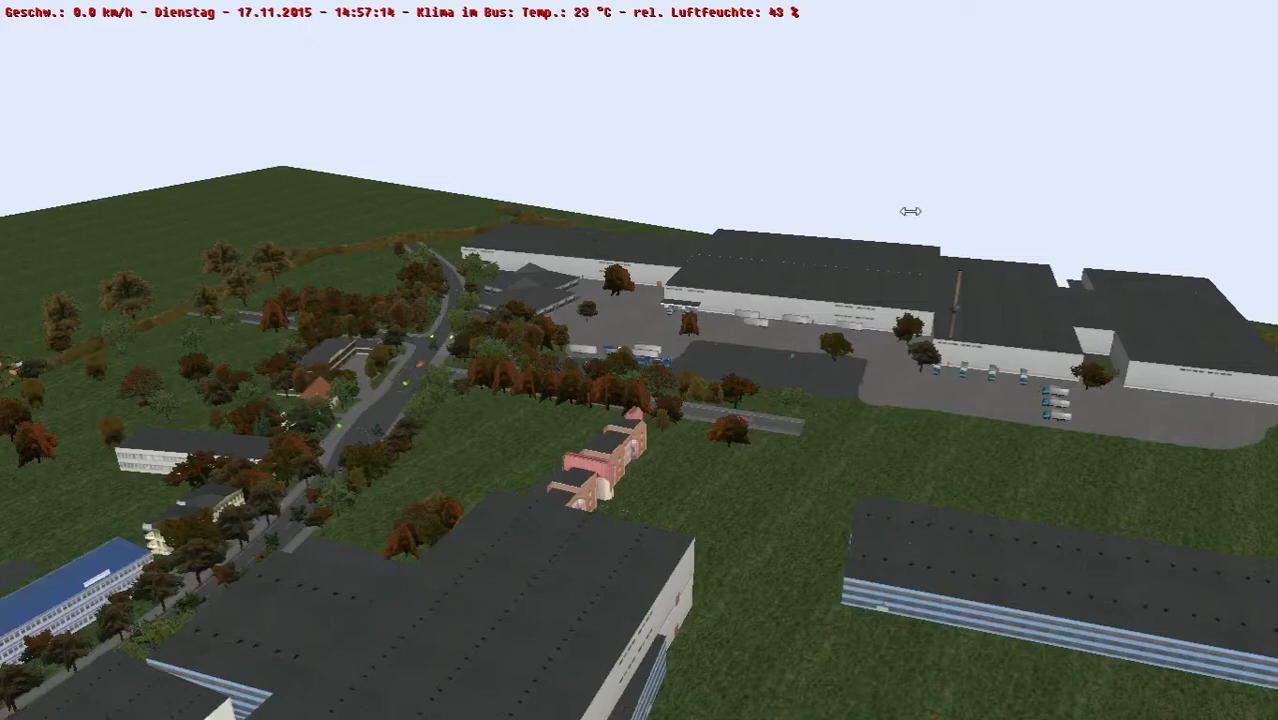 Geschw.: 0.0 km/h - Dienstag - 17.11.2015 - 14:57:14 - Klima im Bus: Temp.: 23 °C - rel. Luftfeuchte: 43 %